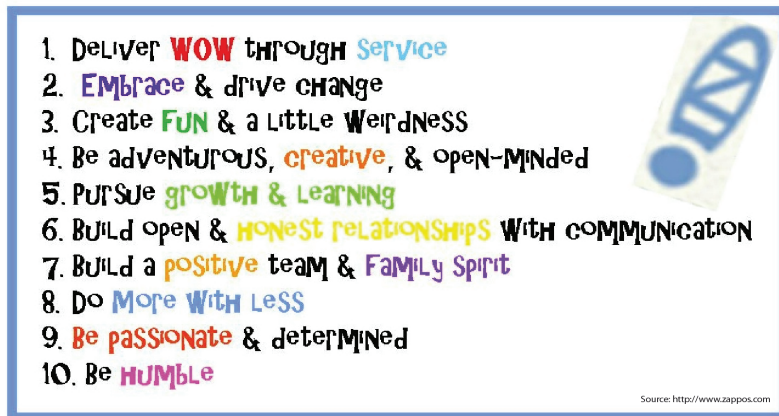 1. Deliver WOW through Service
2. Embrace & drive change
3. Create FUN & a Little Weirdness
4. Be adventurous, creative, & open-minded
5. Pursue growth & Learning
6. Build open & Honest relationships with communication
7. Build a positive team & Family Spirit
8. Do More with Less
9. Be passionate & determined
10. Be Humble
Source: http://www.zappos.com